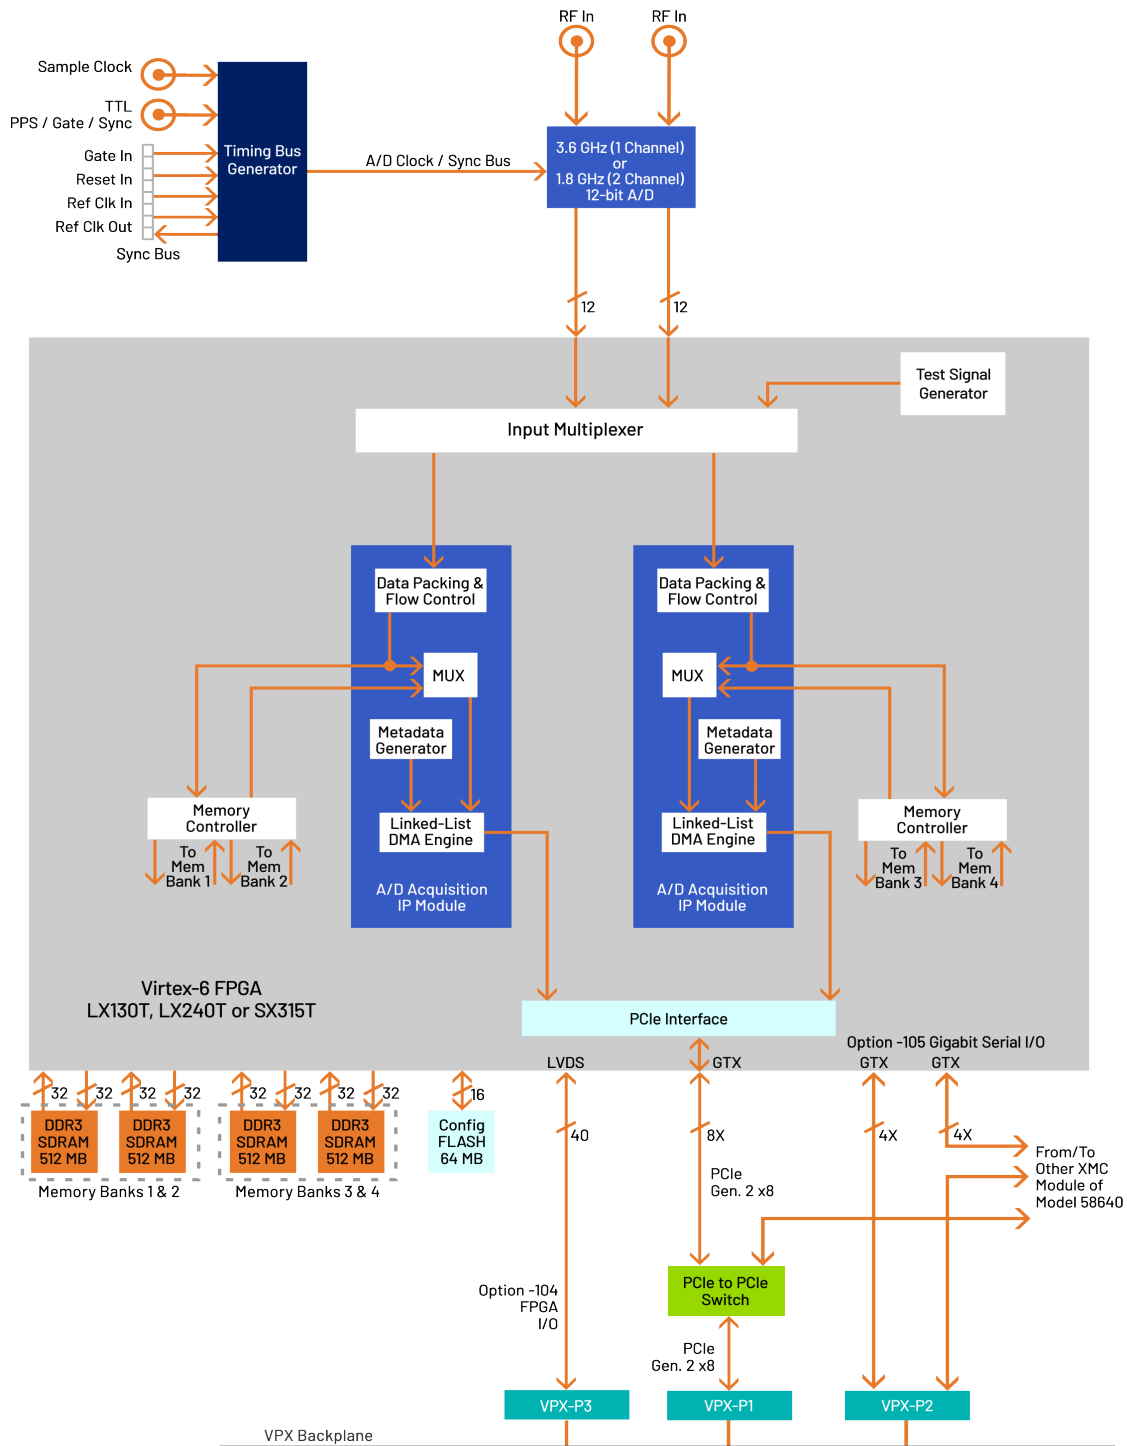 RF In
RF In
Sample Clock
TTL
PPS / Gate / Sync
Gate In
Reset In
Ref Clk In
Ref Clk Out
Sync Bus
Timing Bus
Generator
A/D Clock / Sync Bus
3.6 GHz (1 Channel)
or
1.8 GHz (2 Channel)
12-bit A/D
12
12
Test Signal
Generator
Input Multiplexer
Data Packing &
Flow Control
MUX
Metadata
Generator
Linked-List
DMA Engine
A/D Acquisition
IP Module
Data Packing &
Flow Control
MUX
Metadata
Generator
Linked-List
DMA Engine
A/D Acquisition
IP Module
Memory
Controller
To
Mem
Bank 1
To
Mem
Bank 2
Memory
Controller
To
Mem
Bank 3
To
Mem
Bank 4
Virtex-6 FPGA
LX130T, LX240T or SX315T
PCIe Interface
Option -105 Gigabit Serial I/O
LVDS
GTX
GTX
GTX
32
32
32
32
32
32
32
32
16
40
8X
4X
4X
DDR3
SDRAM
512 MB
DDR3
SDRAM
512 MB
DDR3
SDRAM
512 MB
DDR3
SDRAM
512 MB
Config
FLASH
64 MB
Memory Banks 1 & 2
Memory Banks 3 & 4
PCIe
Gen. 2 x8
From/To
Other XMC
Module of
Model 58640
Option -104
FPGA
I/O
PCIe to PCIe
Switch
PCIe
Gen. 2 x8
VPX-P3
VPX-P1
VPX-P2
VPX Backplane